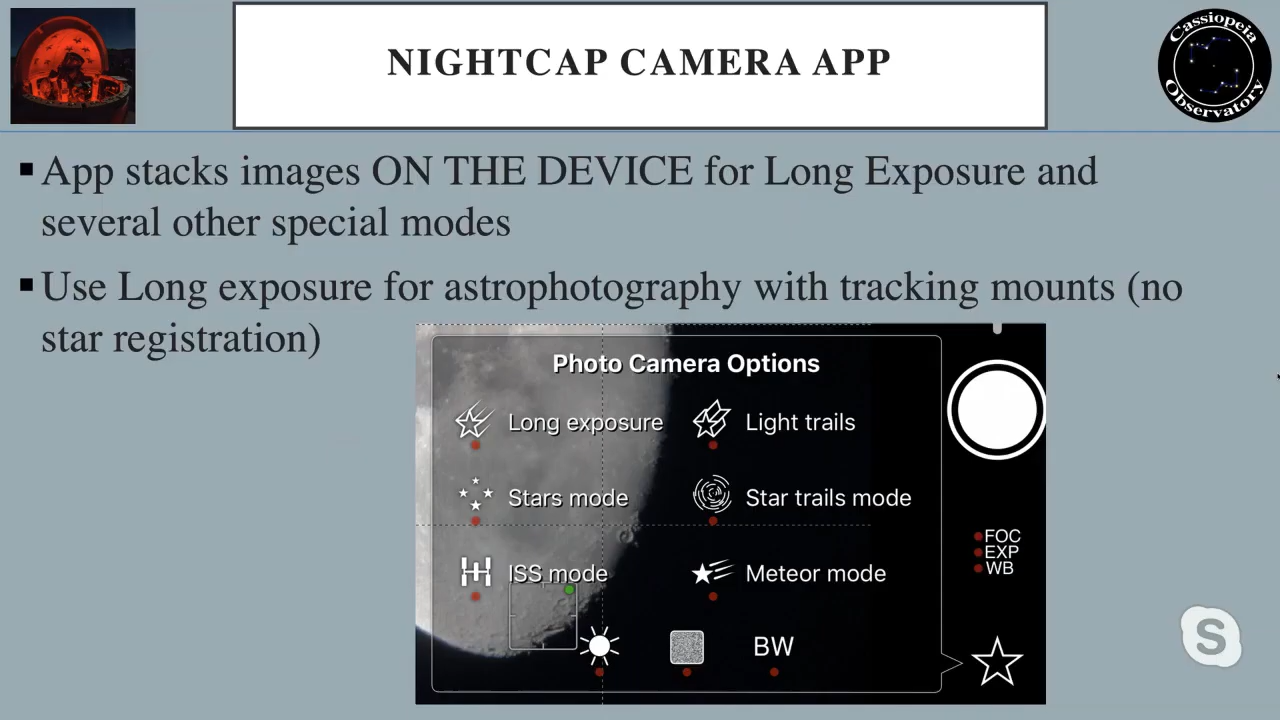 NIGHTCAP CAMERA APP
Cassiopeia
Observatory
App stacks images ON THE DEVICE for Long Exposure and
several other special modes
Use Long exposure for astrophotography with tracking mounts (no
star registration)
Photo Camera Options
Long exposure
Light trails
Stars mode
Star trails mode
ISS mode
Meteor mode
BW
FOC
EXP
WB
S